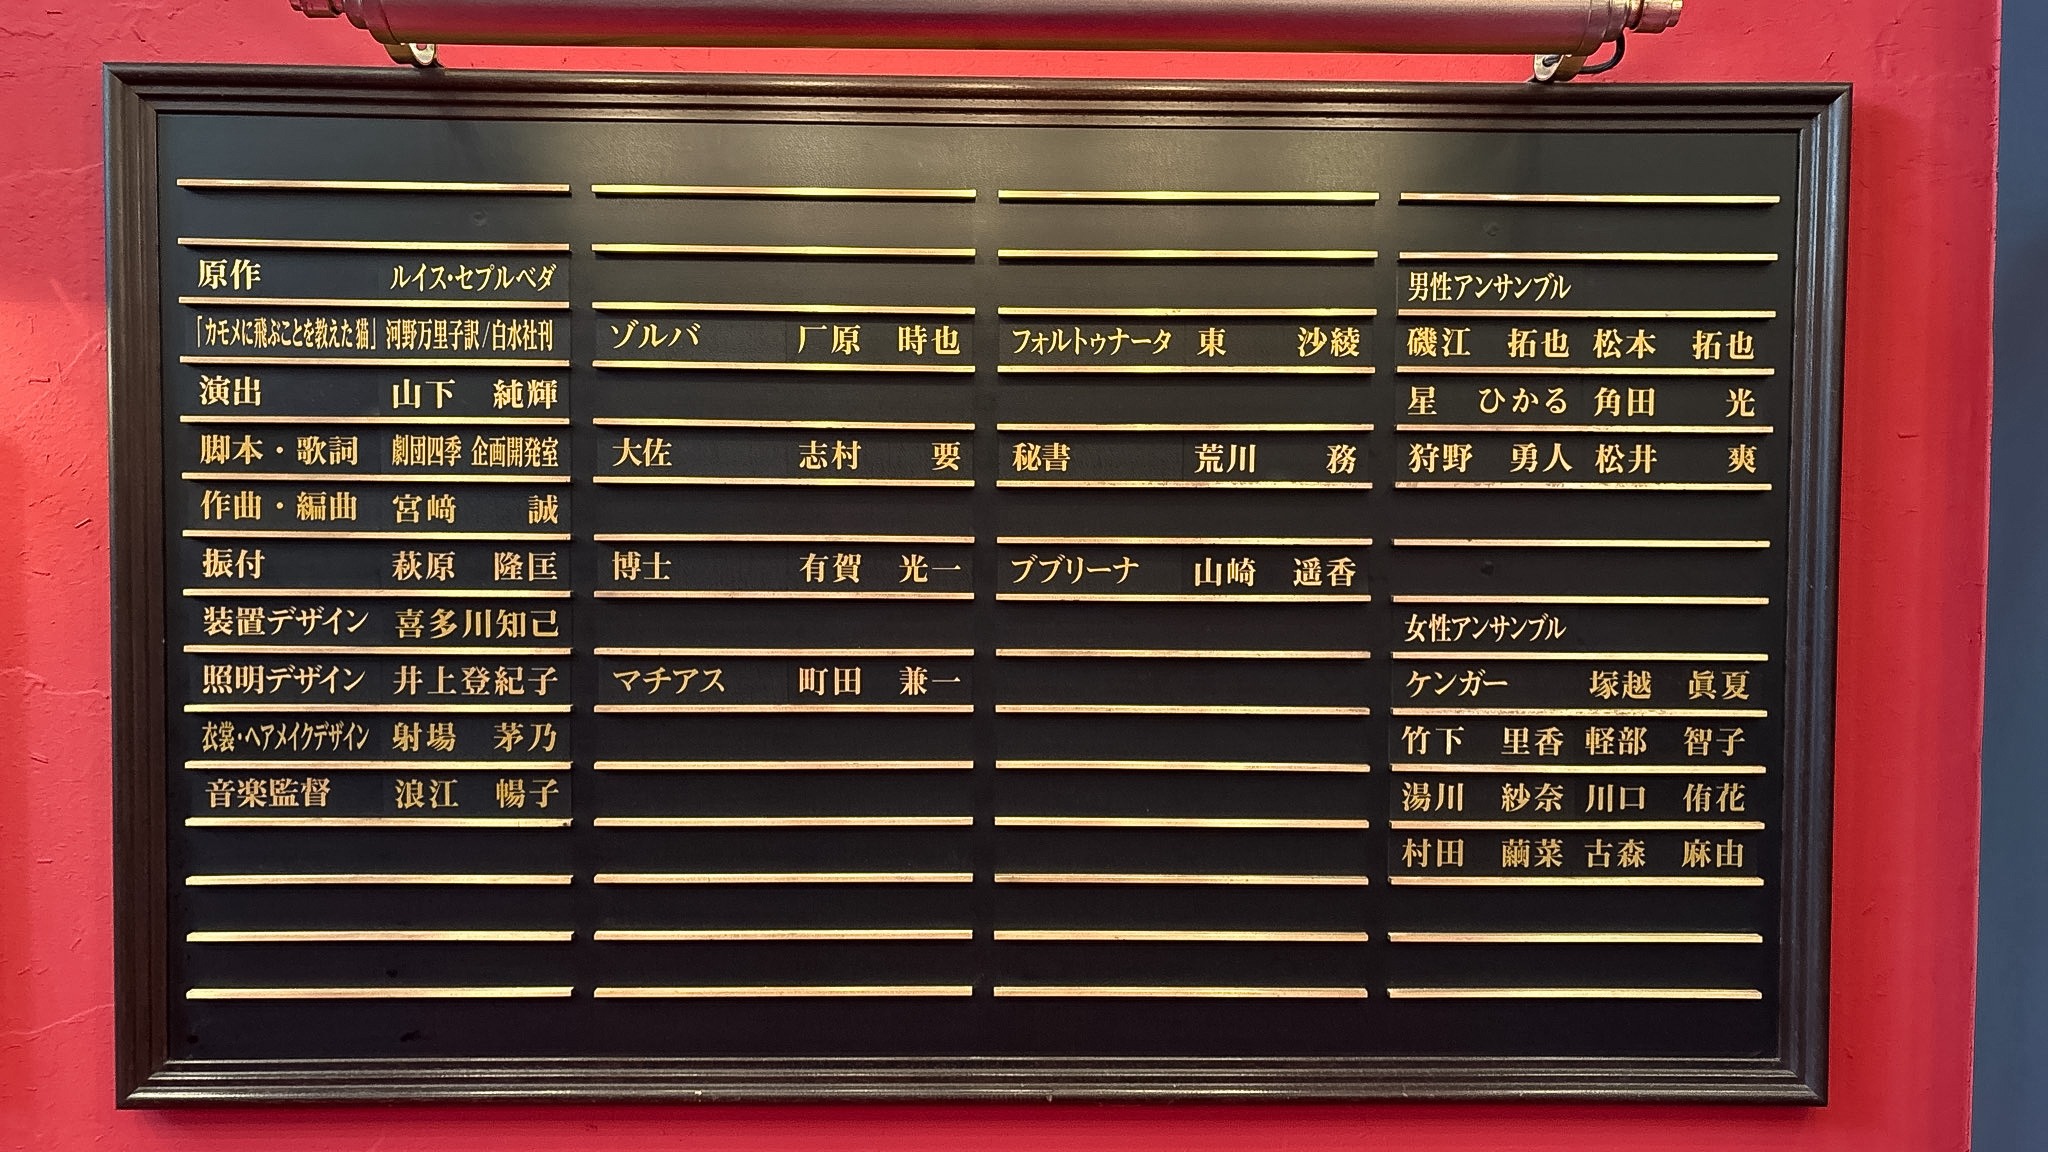 原作 ルイス・セプルベダ
「カモメに飛ぶことを教えた猫」 河野万里子訳/白水社刊
演出 山下 純輝
脚本・歌詞 劇団四季 企画開発室
作曲・編曲 宮﨑 誠
振付 萩原 隆匡
装置デザイン 喜多川知己
照明デザイン 井上登紀子
衣裳・ヘアメイクデザイン 射場 茅乃
音楽監督 浪江 暢子
ゾルバ 厂原 時也
大佐 志村 要
博士 有賀 光一
マチアス 町田 兼一
フォルトゥナータ 東 沙綾
秘書 荒川 務
ブブリーナ 山崎 遥香
男性アンサンブル
磯江 拓也 松本 拓也
星 ひかる 角田 光
狩野 勇人 松井 爽
女性アンサンブル
ケンガー 塚越 眞夏
竹下 里香 軽部 智子
湯川 紗奈 川口 侑花
村田 繭菜 古森 麻由